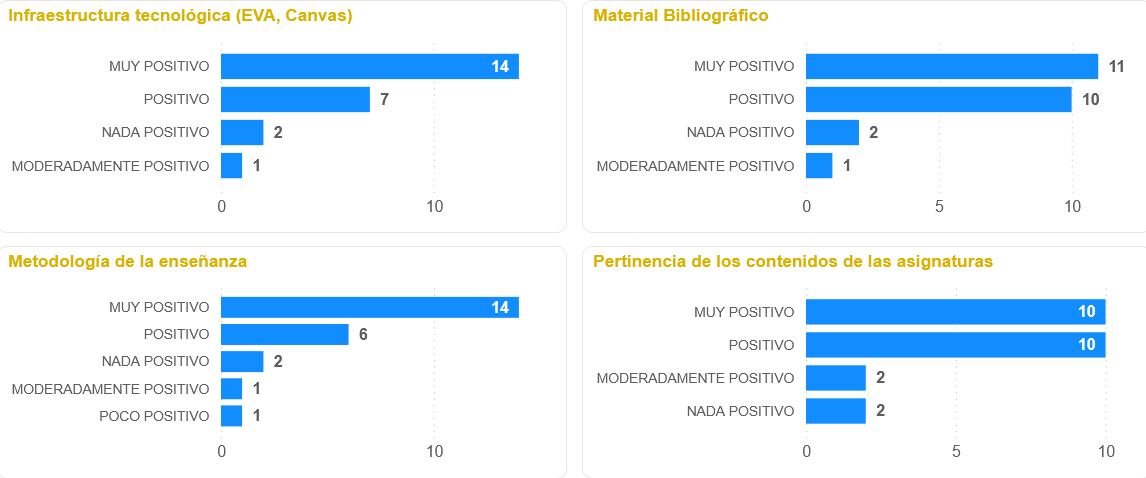 Infraestructura tecnológica (EVA, Canvas)
MUY POSITIVO 14
POSITIVO 7
NADA POSITIVO 2
MODERADAMENTE POSITIVO 1
0 10
Material Bibliográfico
MUY POSITIVO 11
POSITIVO 10
NADA POSITIVO 2
MODERADAMENTE POSITIVO 1
0 5 10
Metodología de la enseñanza
MUY POSITIVO 14
POSITIVO 6
NADA POSITIVO 2
MODERADAMENTE POSITIVO 1
POCO POSITIVO 1
0 10
Pertinencia de los contenidos de las asignaturas
MUY POSITIVO 10
POSITIVO 10
MODERADAMENTE POSITIVO 2
NADA POSITIVO 2
0 5 10